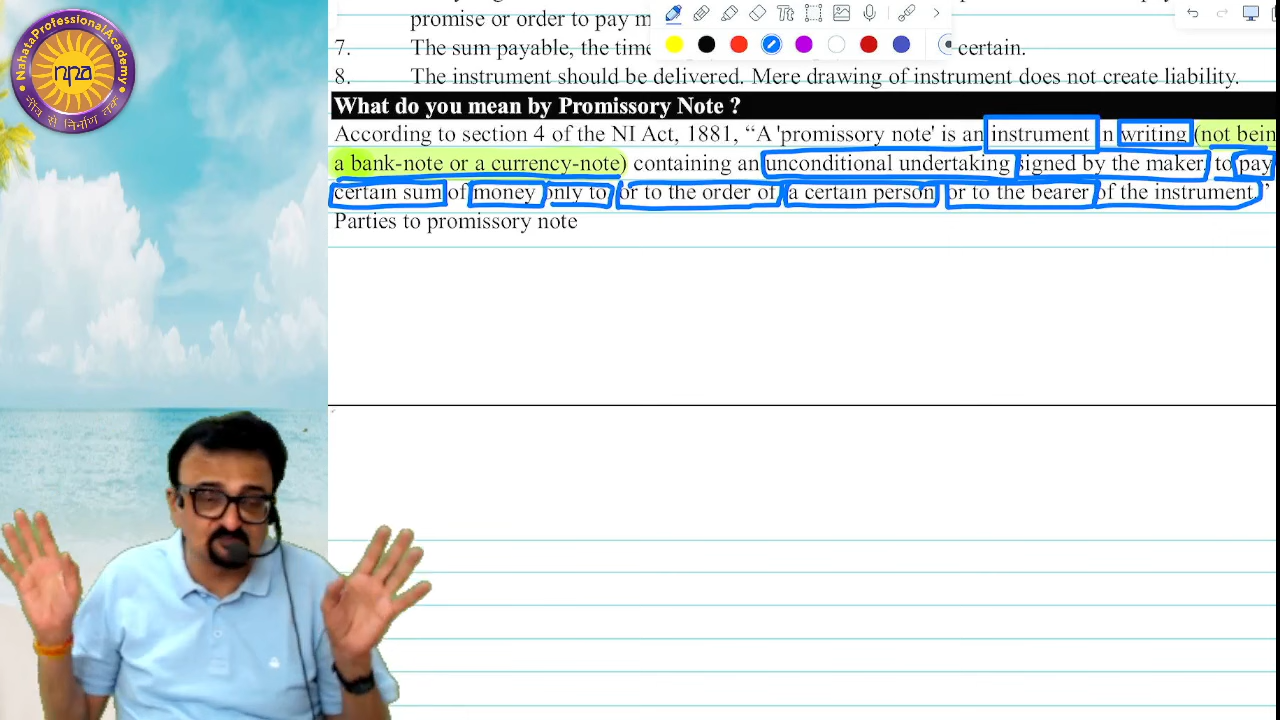 promise or order to pay m
7. The sum payable, the time certain.
8. The instrument should be delivered. Mere drawing of instrument does not create liability.
What do you mean by Promissory Note ?
According to section 4 of the NI Act, 1881, “A 'promissory note' is an instrument n writing (not bein
a bank-note or a currency-note) containing an unconditional undertaking signed by the maker, to pay
certain sum of money only to or to the order of a certain person or to the bearer of the instrument.”
Parties to promissory note
NahataProfessionalAcademy
npa
नींव से निर्माण तक
Tt